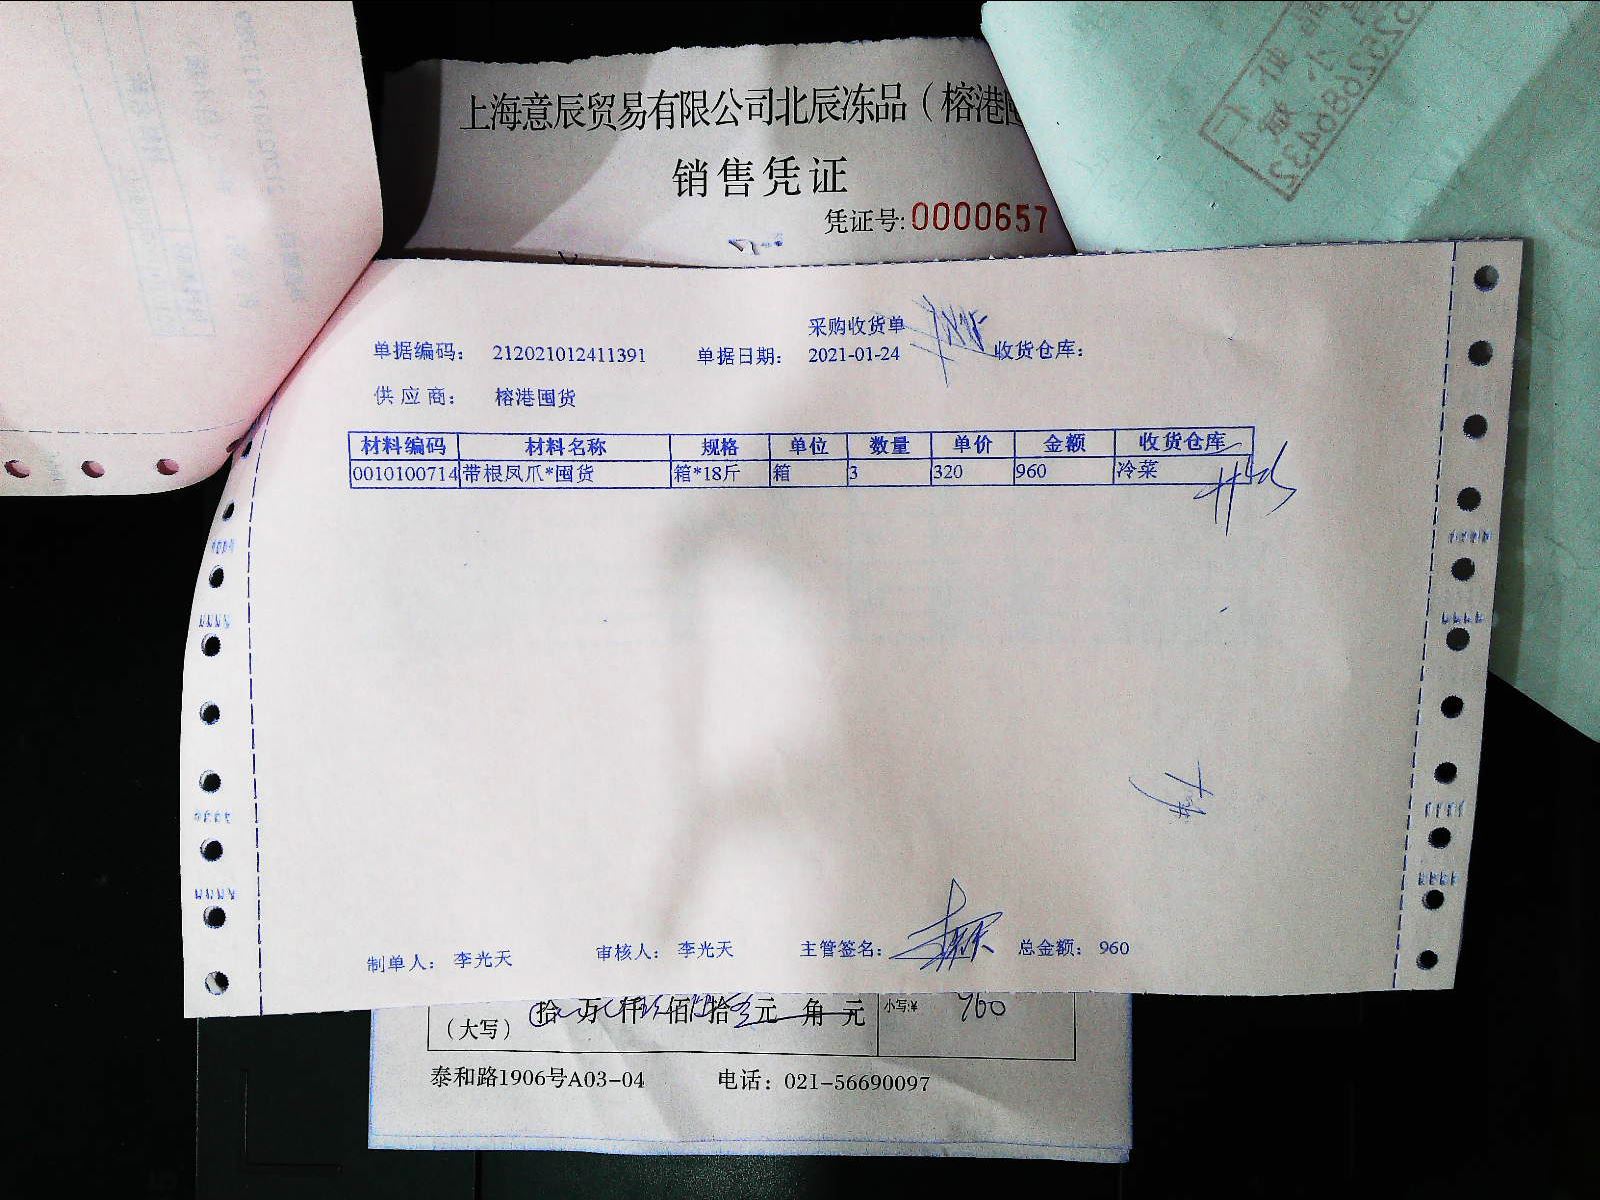 上海意辰贸易有限公司北辰冻品（榕港
销售凭证
凭证号:0000657
采购收货单
单据编码： 212021012411391 单据日期： 2021-01-24 收货仓库：
供应商： 榕港囤货
材料编码 材料名称 规格 单位 数量 单价 金额 收货仓库
0010100714 带根凤爪*囤货 箱*18斤 箱 3 320 960 冷菜
制单人： 李光天 审核人： 李光天 主管签名： 总金额： 960
（大写） 拾 万 仟 佰 拾 元 角 元 小写:¥ 960
泰和路1906号A03-04 电话：021-56690097